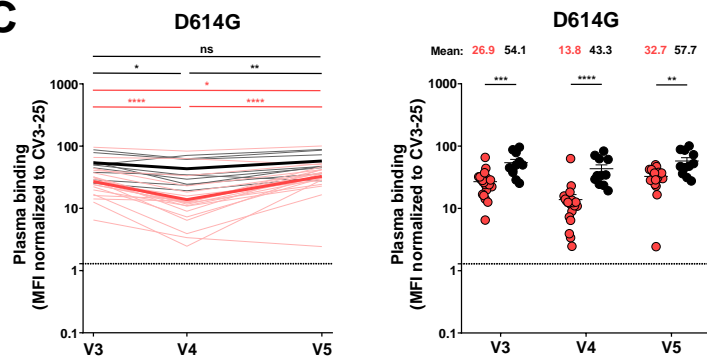 C
D614G
ns
* **
*
**** ****
Plasma binding
(MFI normalized to CV3-25)
1000
100
10
1
0.1
V3 V4 V5
D614G
Mean: 26.9 54.1 13.8 43.3 32.7 57.7
*** **** **
Plasma binding
(MFI normalized to CV3-25)
1000
100
10
1
0.1
V3 V4 V5